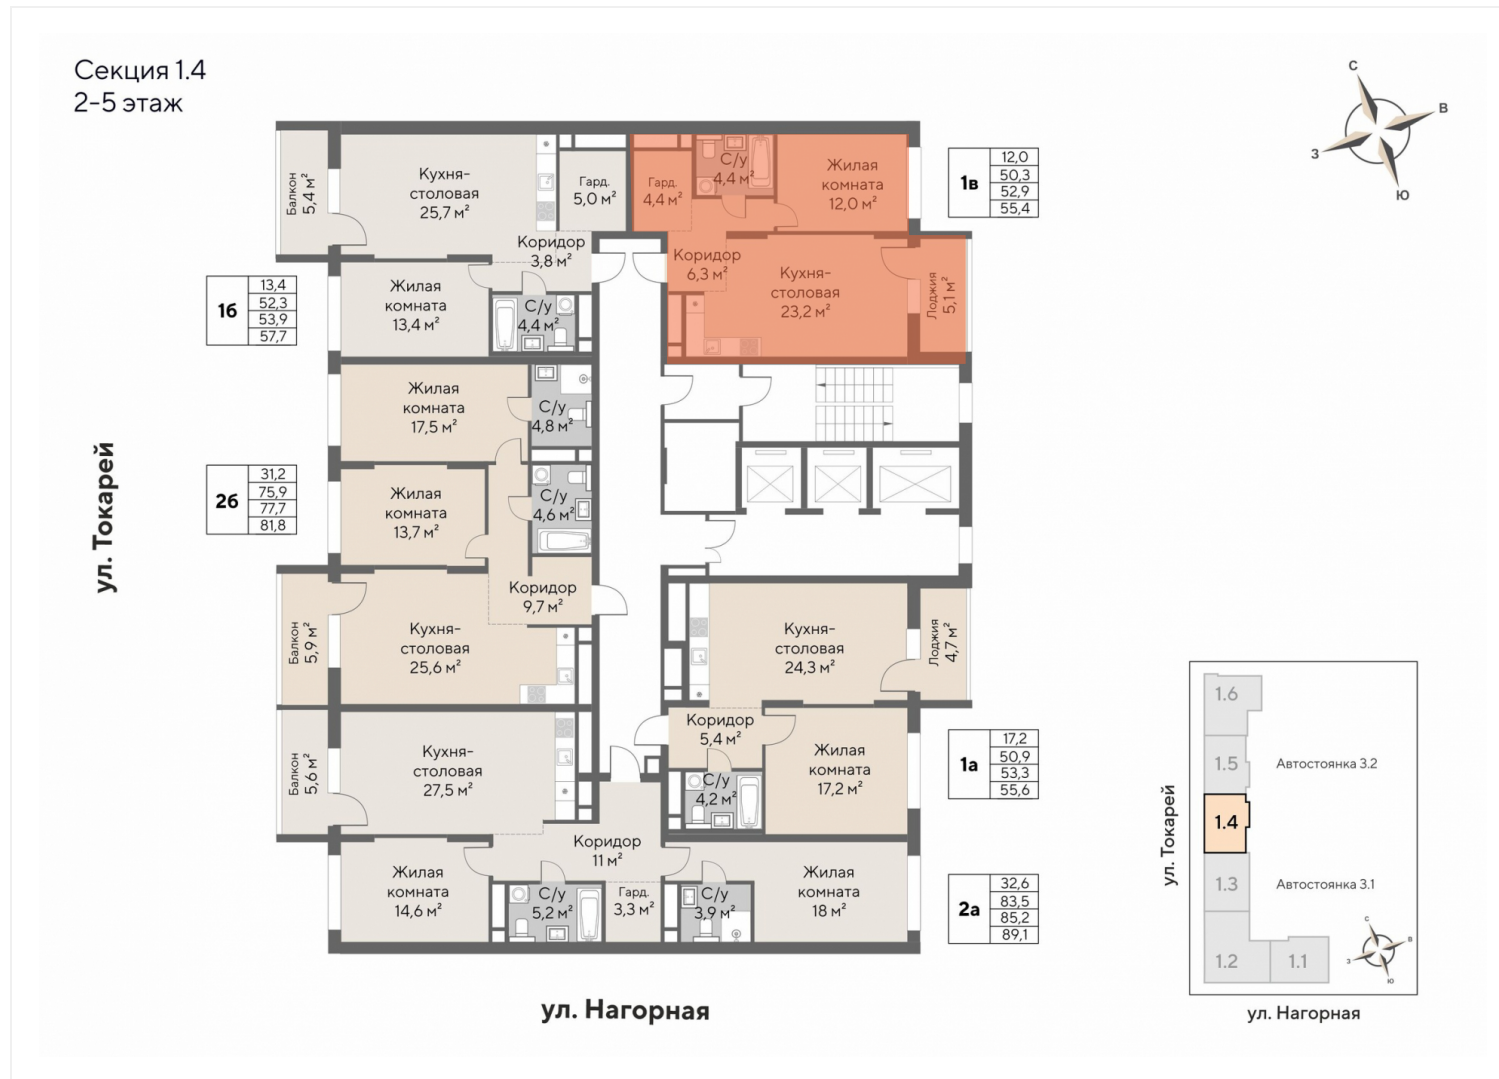 Секция 1.4
2-5 этаж
С
В
З
Ю
Балкон
5,4 м²
Кухня-
столовая
25,7 м²
Гард.
5,0 м²
Коридор
3,8 м²
Гард.
4,4 м²
С/у
4,4 м²
Жилая
комната
12,0 м²
1в
12,0
50,3
52,9
55,4
Коридор
6,3 м²
Кухня-
столовая
23,2 м²
Лоджия
5,1 м²
1б
13,4
52,3
53,9
57,7
Жилая
комната
13,4 м²
С/у
4,4 м²
Жилая
комната
17,5 м²
С/у
4,8 м²
ул. Токарей
2б
31,2
75,9
77,7
81,8
Жилая
комната
13,7 м²
С/у
4,6 м²
Коридор
9,7 м²
Балкон
5,9 м²
Кухня-
столовая
25,6 м²
Кухня-
столовая
24,3 м²
Лоджия
4,7 м²
Балкон
5,6 м²
Кухня-
столовая
27,5 м²
Коридор
5,4 м²
С/у
4,2 м²
Жилая
комната
17,2 м²
1а
17,2
50,9
53,3
55,6
Жилая
комната
14,6 м²
Коридор
11 м²
С/у
5,2 м²
Гард.
3,3 м²
С/у
3,9 м²
Жилая
комната
18 м²
2а
32,6
83,5
85,2
89,1
ул. Нагорная
1.6
1.5
Автостоянка 3.2
1.4
ул. Токарей
1.3
Автостоянка 3.1
1.2
1.1
С
В
З
Ю
ул. Нагорная